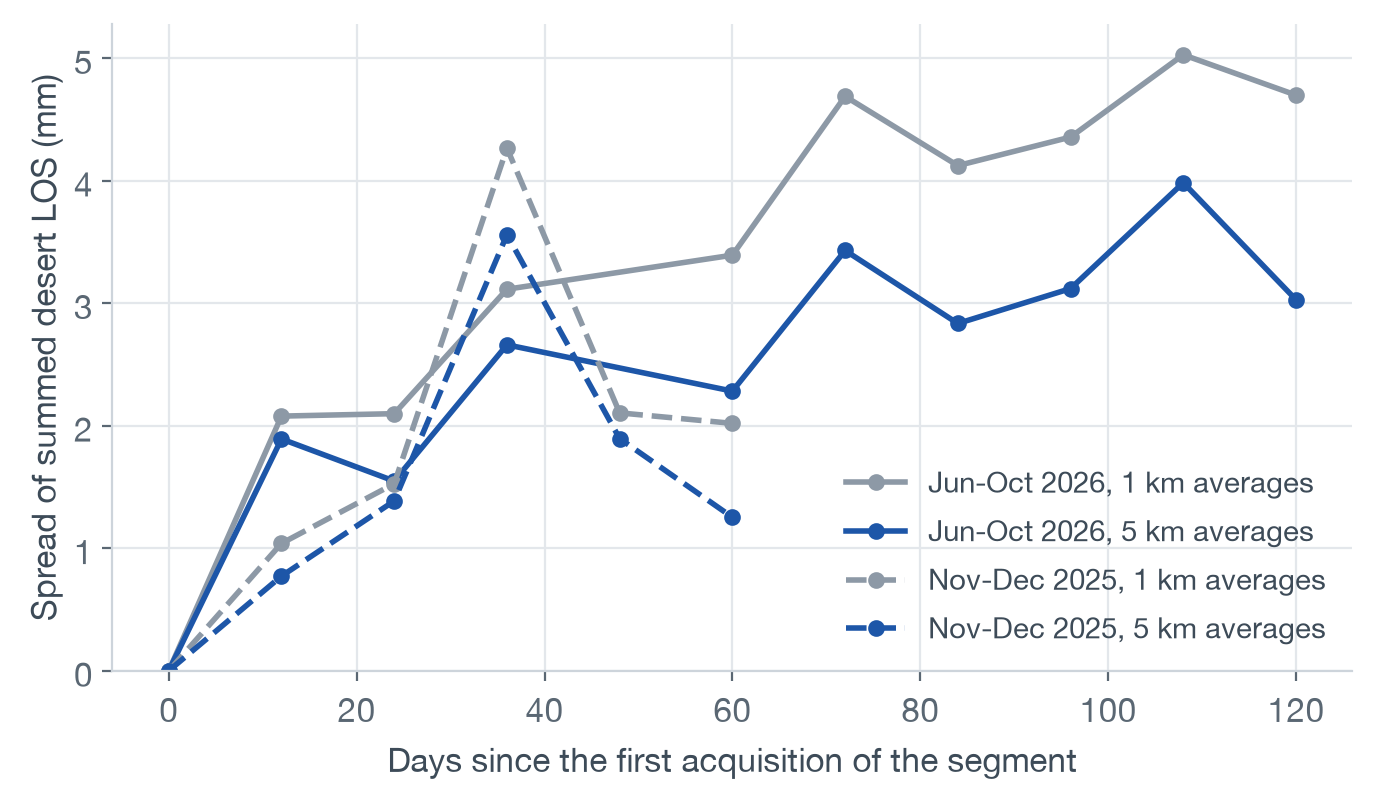 Spread of summed desert LOS (mm)
5
4
3
2
1
0
Jun-Oct 2026, 1 km averages
Jun-Oct 2026, 5 km averages
Nov-Dec 2025, 1 km averages
Nov-Dec 2025, 5 km averages
0 20 40 60 80 100 120
Days since the first acquisition of the segment